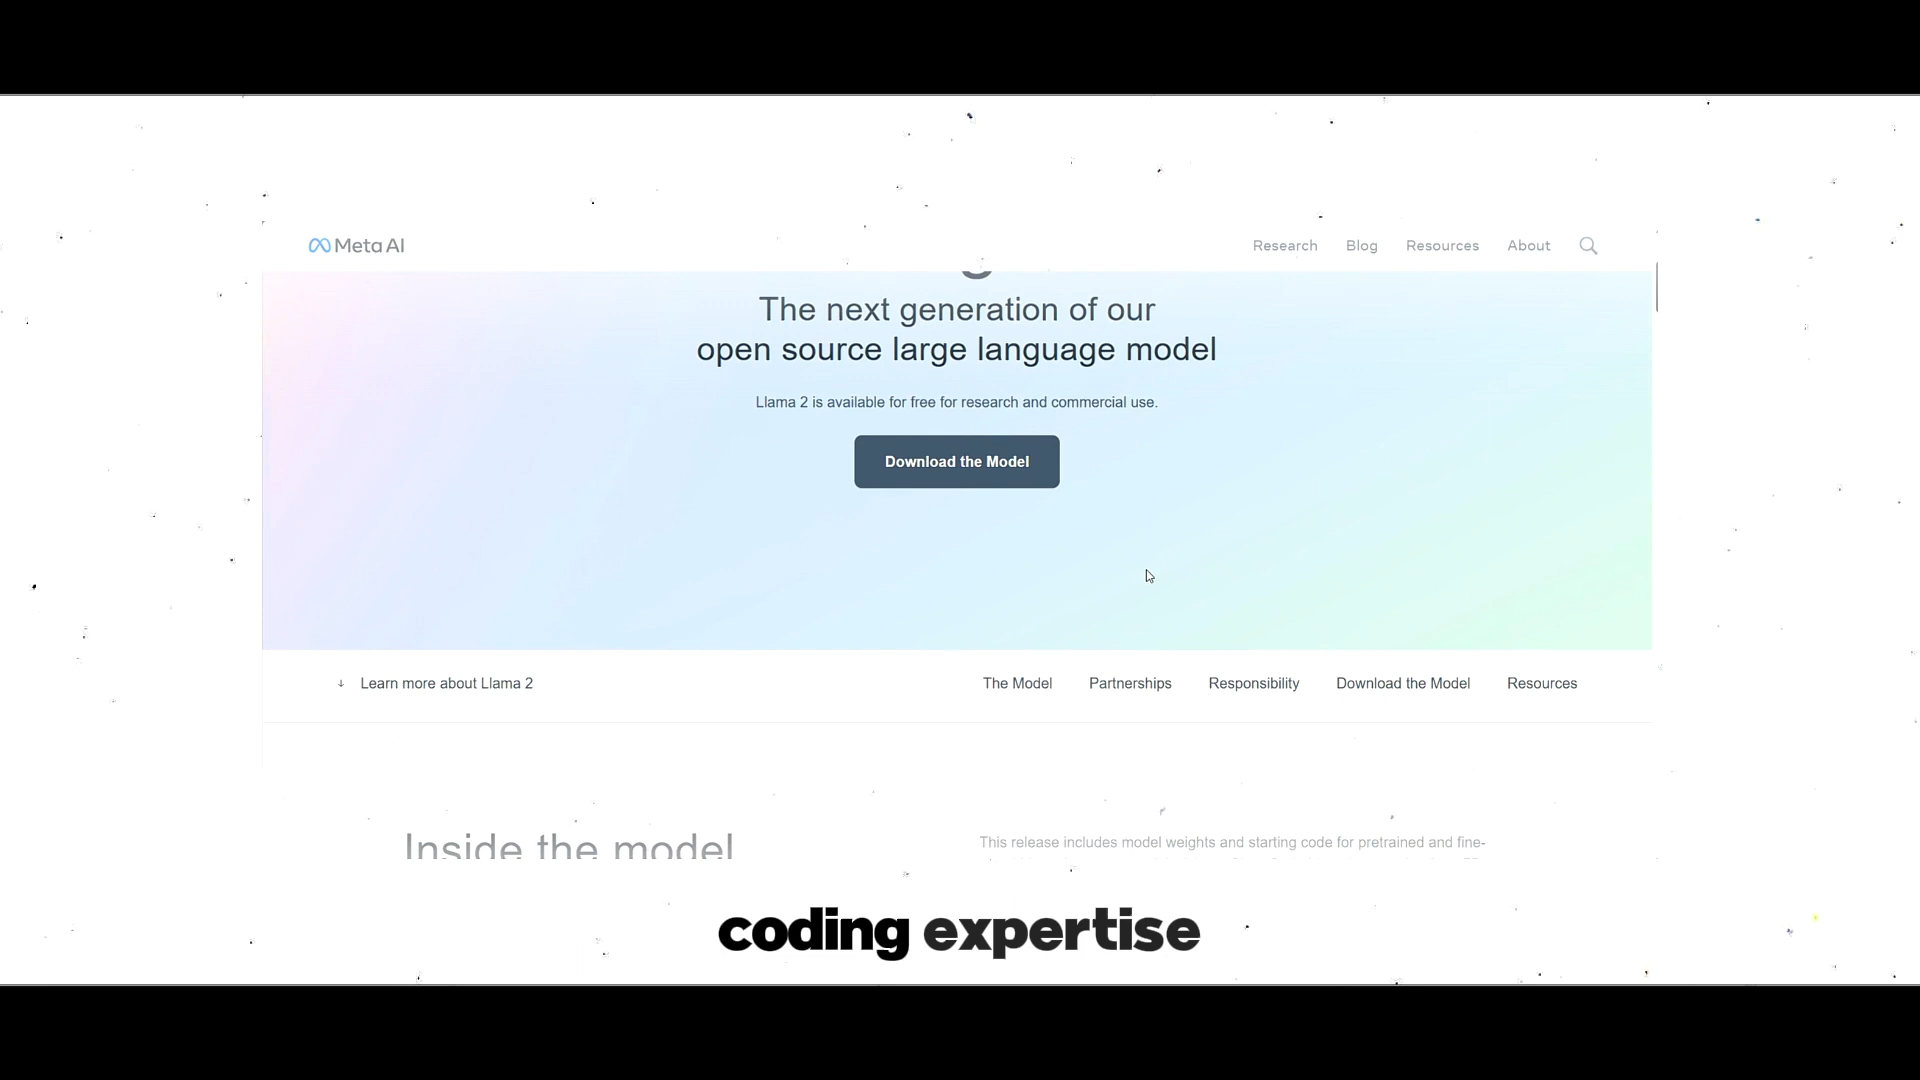 Meta AI
Research Blog Resources About
The next generation of our
open source large language model
Llama 2 is available for free for research and commercial use.
Download the Model
Learn more about Llama 2
The Model Partnerships Responsibility Download the Model Resources
Inside the model
This release includes model weights and starting code for pretrained and fine-
coding expertise